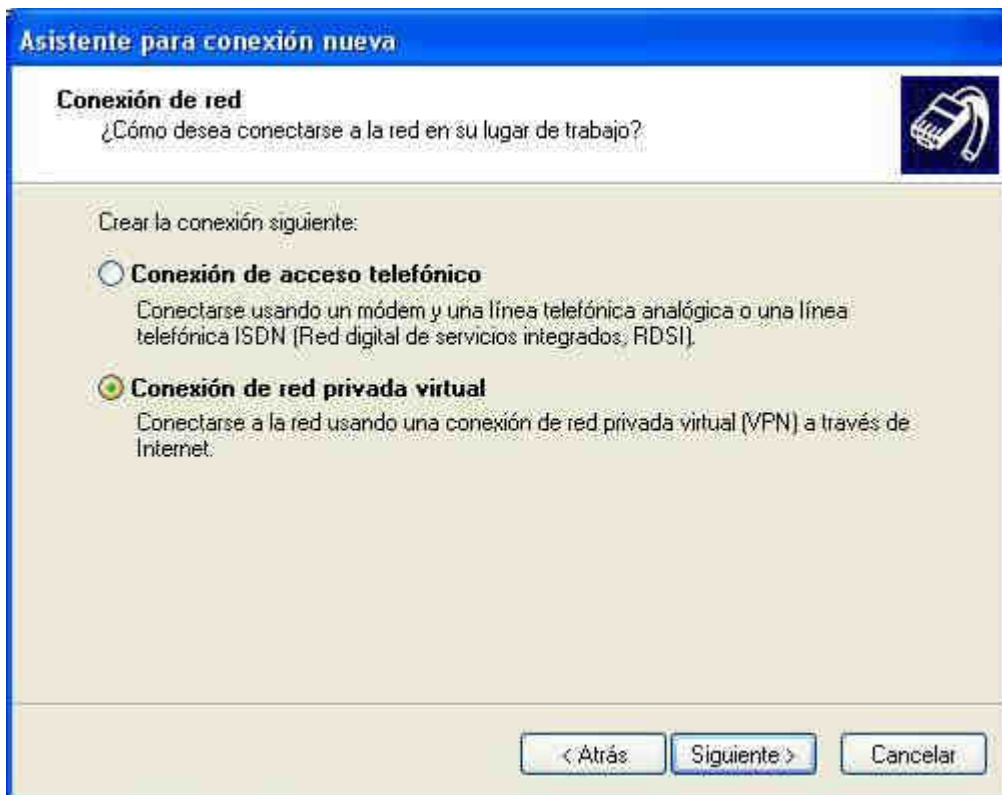 Asistente para conexión nueva
Conexión de red
¿Cómo desea conectarse a la red en su lugar de trabajo?
Crear la conexión siguiente:
Conexión de acceso telefónico
Conectarse usando un módem y una línea telefónica analógica o una línea
telefónica ISDN (Red digital de servicios integrados, RDSI).
Conexión de red privada virtual
Conectarse a la red usando una conexión de red privada virtual (VPN) a través de
Internet.
< Atrás
Siguiente >
Cancelar